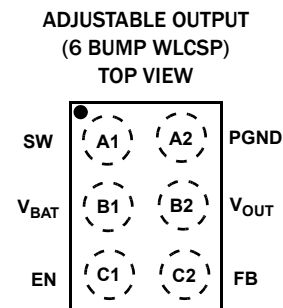 ADJUSTABLE OUTPUT
(6 BUMP WLCSP)
TOP VIEW
SW A1 A2 PGND
VBAT B1 B2 VOUT
EN C1 C2 FB